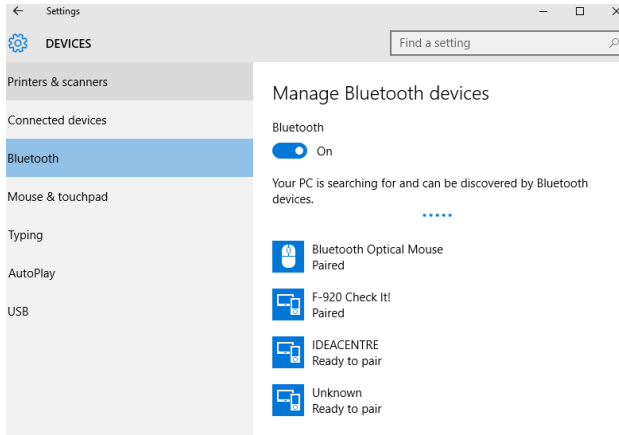 Settings
DEVICES
Find a setting
Printers & scanners
Connected devices
Bluetooth
Mouse & touchpad
Typing
AutoPlay
USB
Manage Bluetooth devices
Bluetooth
On
Your PC is searching for and can be discovered by Bluetooth
devices.
Bluetooth Optical Mouse
Paired
F-920 Check It!
Paired
IDEACENTRE
Ready to pair
Unknown
Ready to pair